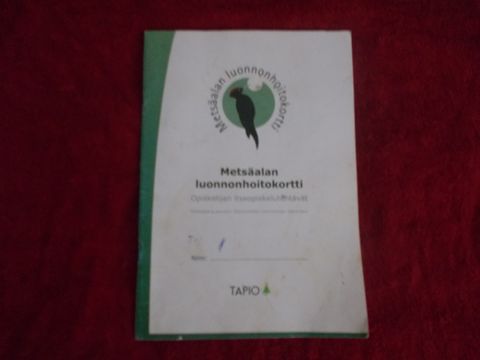 Metsäalan luonnonhoitokortti
Metsäalan
luonnonhoitokortti
Opiskelijan itseopiskelutehtävät
Nimi:
TAPIO